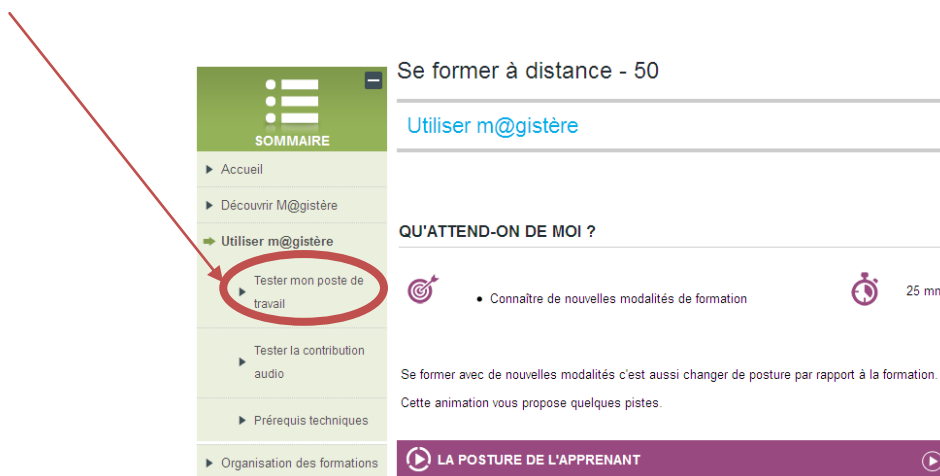 Se former à distance - 50
SOMMAIRE
Utiliser m@gistère
Accueil
Découvrir M@gistère
Utiliser m@gistère
Tester mon poste de
travail
Tester la contribution
audio
Prérequis techniques
Organisation des formations
QU'ATTEND-ON DE MOI ?
• Connaître de nouvelles modalités de formation
25 mn
Se former avec de nouvelles modalités c'est aussi changer de posture par rapport à la formation.
Cette animation vous propose quelques pistes.
LA POSTURE DE L'APPRENANT